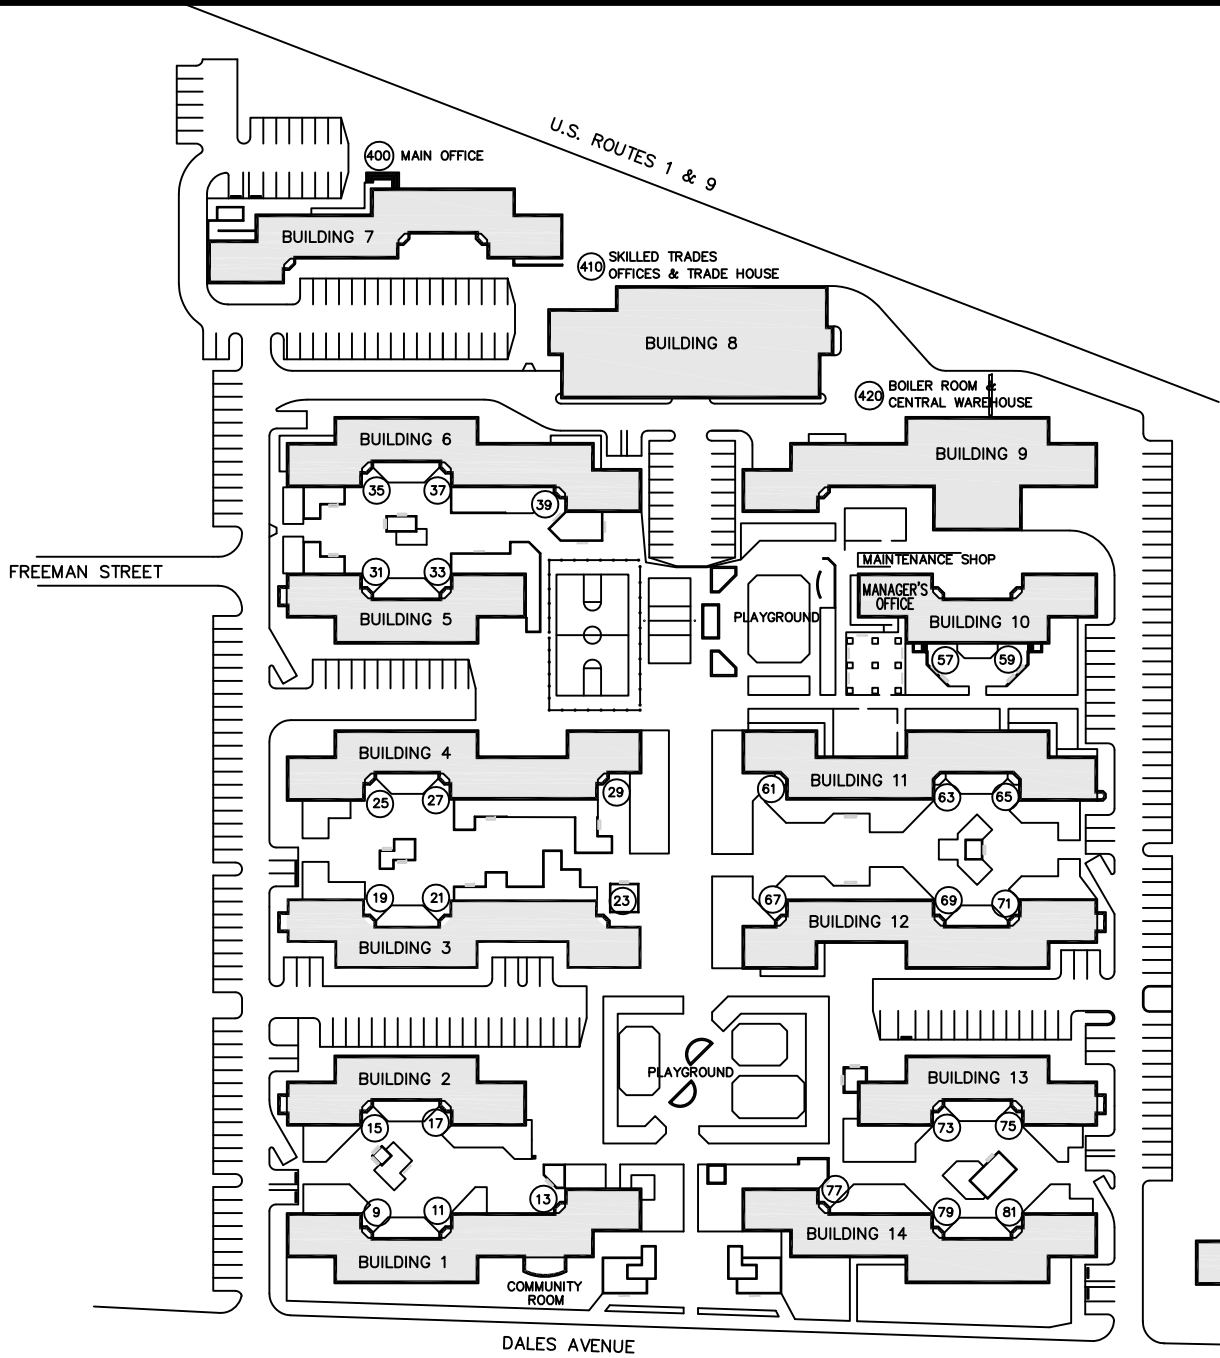 U.S. ROUTES 1 & 9
400 MAIN OFFICE
BUILDING 7
410 SKILLED TRADES
OFFICES & TRADE HOUSE
BUILDING 8
420 BOILER ROOM &
CENTRAL WAREHOUSE
BUILDING 6
BUILDING 9
35
37
39
FREEMAN STREET
31
33
MAINTENANCE SHOP
MANAGER'S
OFFICE
PLAYGROUND
BUILDING 5
BUILDING 10
57
59
BUILDING 4
BUILDING 11
25
27
29
61
63
65
19
21
23
67
69
71
BUILDING 3
BUILDING 12
PLAYGROUND
BUILDING 2
BUILDING 13
15
17
73
75
9
11
13
77
79
81
BUILDING 1
BUILDING 14
COMMUNITY
ROOM
DALES AVENUE